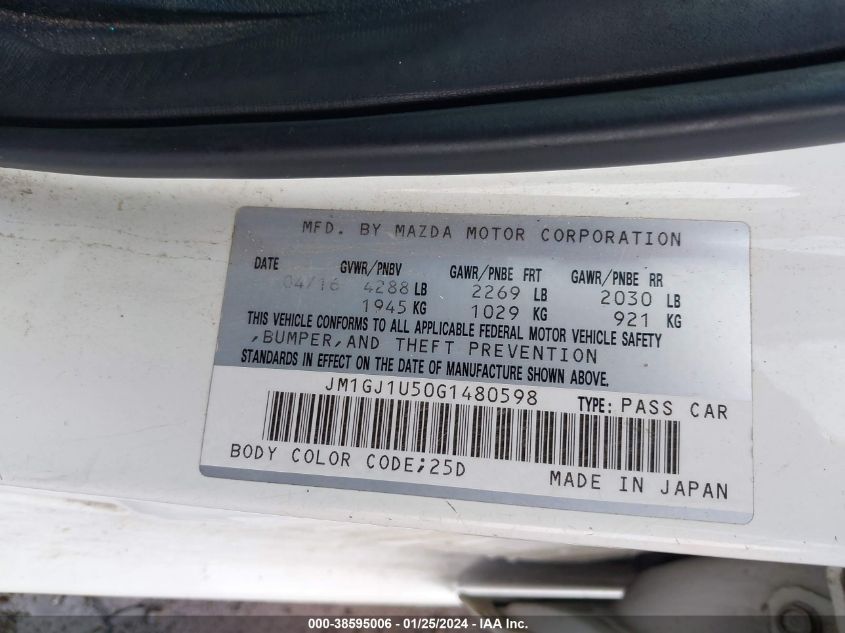 MFD. BY MAZDA MOTOR CORPORATION
DATE GVWR/PNBV GAWR/PNBE FRT GAWR/PNBE RR
04/16 4288 LB 2269 LB 2030 LB
1945 KG 1029 KG 921 KG
THIS VEHICLE CONFORMS TO ALL APPLICABLE FEDERAL MOTOR VEHICLE SAFETY
,BUMPER,AND THEFT PREVENTION
STANDARDS IN EFFECT ON THE DATE OF MANUFACTURE SHOWN ABOVE.
JM1GJ1U50G1480598 TYPE: PASS CAR
BODY COLOR CODE;25D
MADE IN JAPAN
000-38595006 - 01/25/2024 - IAA Inc.